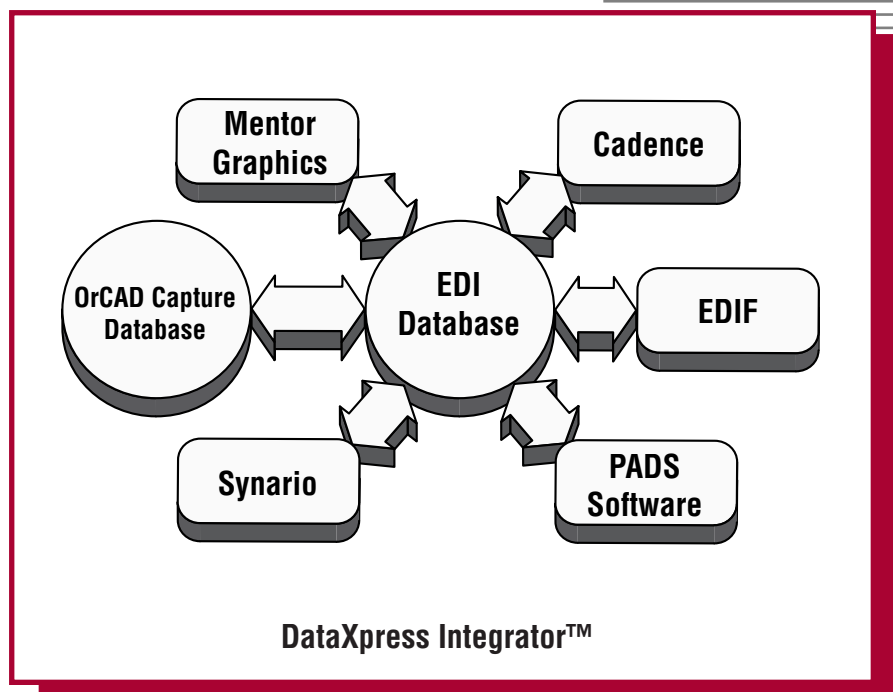 Mentor
Graphics
Cadence
OrCAD Capture
Database
EDI
Database
EDIF
Synario
PADS
Software
DataXpress Integrator™